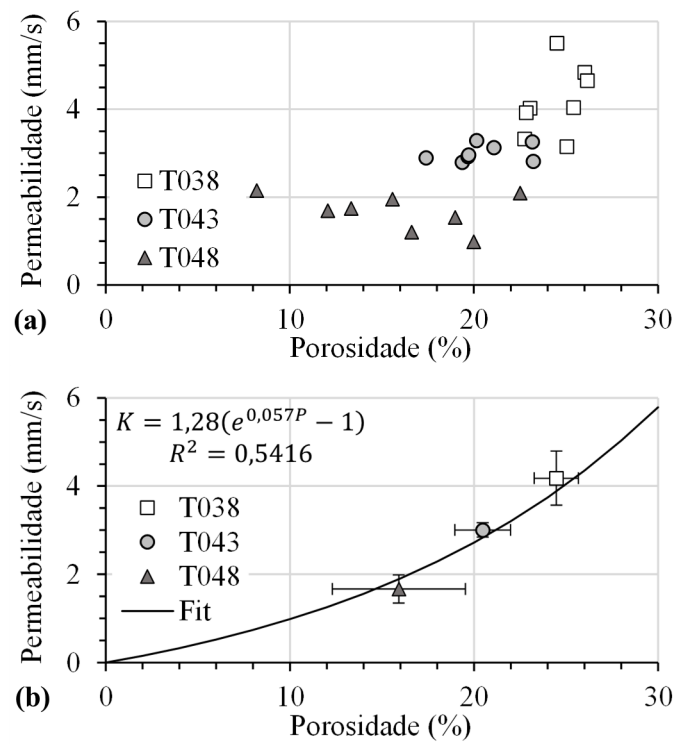 Permeabilidade (mm/s)
6
4
2
0
T038
T043
T048
10
20
30
Porosidade (%)
(a)
Permeabilidade (mm/s)
6
4
2
0
K = 1,28(e^{0,057P} − 1)
R² = 0,5416
T038
T043
T048
Fit
0
10
20
30
Porosidade (%)
(b)